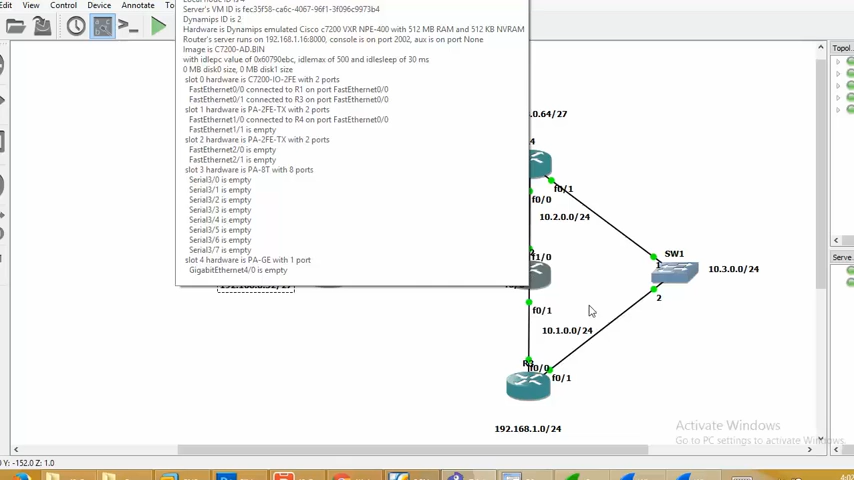 Edit View Control Device Annotate Tools
Server's VM ID is fec35f58-ca6c-4067-96f1-3f096c9973b4
Dynamips ID is 2
Hardware is Dynamips emulated Cisco c7200 VXR NPE-400 with 512 MB RAM and 512 KB NVRAM
Router's server runs on 192.168.1.16:8000, console is on port 2002, aux is on port None
Image is C7200-AD.BIN
with idlepc value of 0x60790ebc, idlemax of 500 and idlesleep of 30 ms
0 MB disk0 size, 0 MB disk1 size
slot 0 hardware is C7200-IO-2FE with 2 ports
FastEthernet0/0 connected to R1 on port FastEthernet0/0
FastEthernet0/1 connected to R3 on port FastEthernet0/0
slot 1 hardware is PA-2FE-TX with 2 ports
FastEthernet1/0 connected to R4 on port FastEthernet0/0
FastEthernet1/1 is empty
slot 2 hardware is PA-2FE-TX with 2 ports
FastEthernet2/0 is empty
FastEthernet2/1 is empty
slot 3 hardware is PA-8T with 8 ports
Serial3/0 is empty
Serial3/1 is empty
Serial3/2 is empty
Serial3/3 is empty
Serial3/4 is empty
Serial3/5 is empty
Serial3/6 is empty
Serial3/7 is empty
slot 4 hardware is PA-GE with 1 port
GigabitEthernet4/0 is empty
.0.64/27
4
f0/0
f0/1
10.2.0.0/24
f1/0
SW1
1
10.3.0.0/24
2
f0/1
10.1.0.0/24
f0/0
f0/1
192.168.1.0/24
Topol
Serve
Activate Windows
Go to PC settings to activate Windows.
0 Y:-152.0 Z:1.0